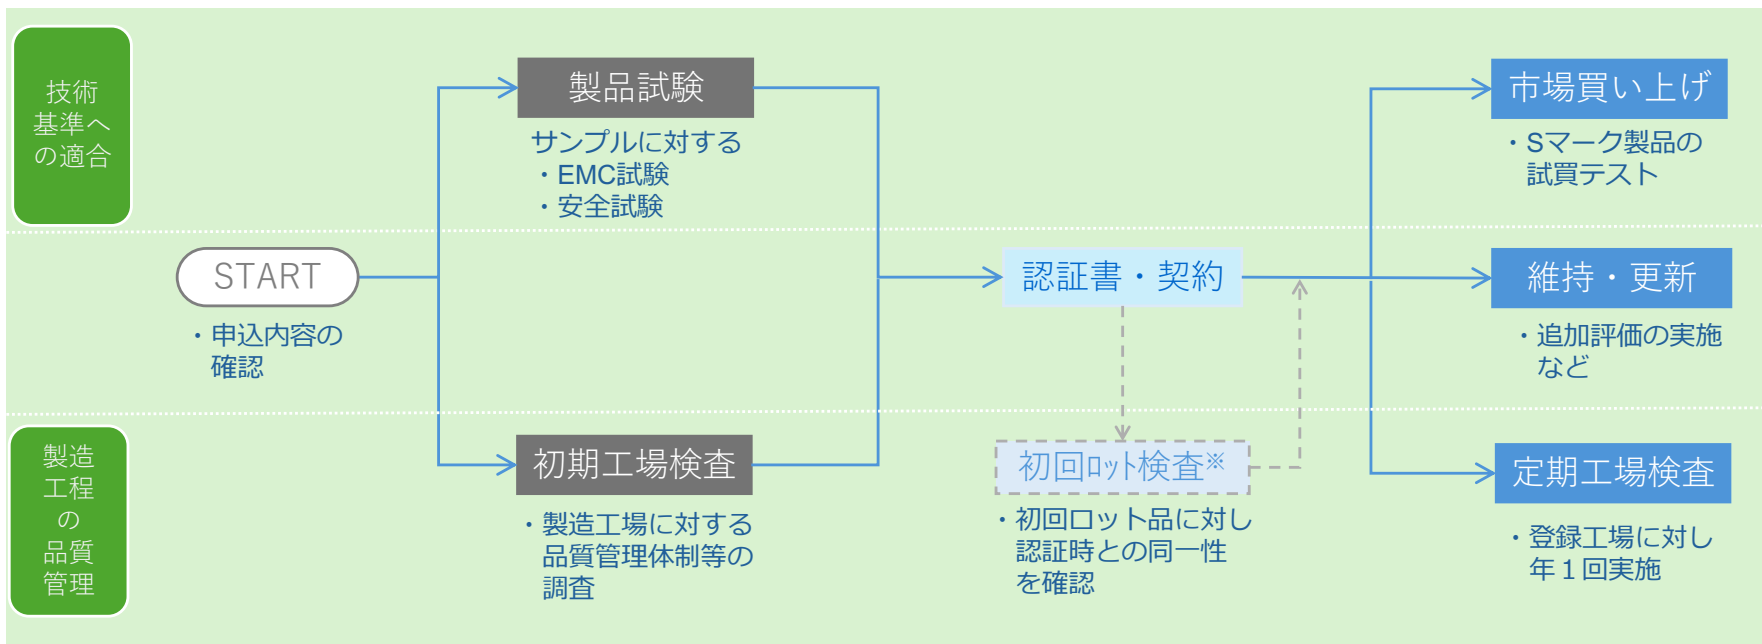 技術
基準へ
の適合
製品試験
サンプルに対する
・EMC試験
・安全試験
市場買い上げ
・Sマーク製品の
試買テスト
START
・申込内容の
確認
認証書・契約
維持・更新
・追加評価の実施
など
製造
工程
の
品質
管理
初期工場検査
・製造工場に対する
品質管理体制等の
調査
初回ﾛｯﾄ検査※
・初回ロット品に対し
認証時との同一性
を確認
定期工場検査
・登録工場に対し
年１回実施